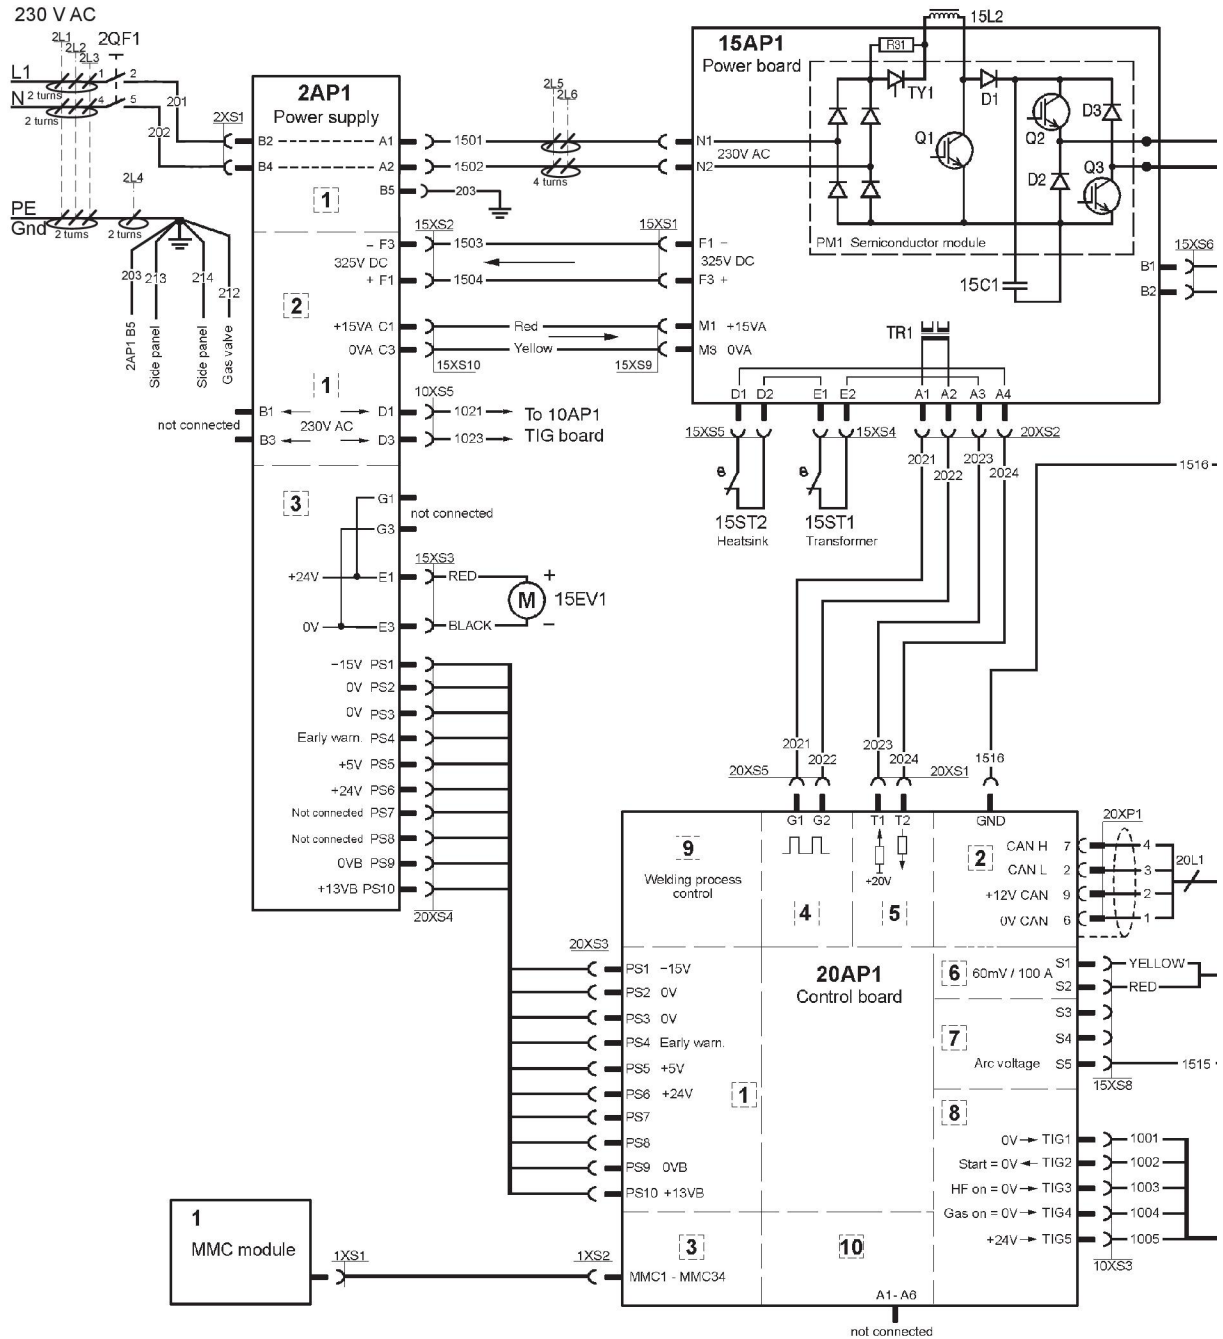 230 V AC
2L1
2L2
2L3
2QF1
L1
2 turns
1
2
N
2 turns
4
5
201
202
2XS1
PE
Gnd
2 turns
2L4
2 turns
203
213
214
212
2AP1 B5
Side panel
Side panel
Gas valve
2AP1
Power supply
B2
A1
B4
A2
B5
1
1501
1502
203
2L5
2L6
4 turns
15XS2
15XS1
– F3
1503
F1 –
325V DC
325V DC
+ F1
1504
F3 +
2
+15VA C1
Red
M1 +15VA
0VA C3
Yellow
M3 0VA
15XS10
15XS9
1
10XS5
B1
230V AC
D1
1021
To 10AP1
not connected
B3
D3
1023
TIG board
3
G1
not connected
G3
15XS3
+24V
E1
RED
+
M
15EV1
0V
E3
BLACK
–
–15V PS1
0V PS2
0V PS3
Early warn. PS4
+5V PS5
+24V PS6
Not connected PS7
Not connected PS8
0VB PS9
+13VB PS10
20XS4
15AP1
Power board
15L2
R31
TY1
D1
Q1
Q2
D3
D2
Q3
N1
230V AC
N2
PM1 Semiconductor module
15C1
15XS6
B1
B2
TR1
D1
D2
E1
E2
A1
A2
A3
A4
15XS5
15XS4
20XS2
2021
2022
2023
2024
1516
θ
θ
15ST2
Heatsink
15ST1
Transformer
2021
2022
2023
2024
1516
20XS5
20XS1
G1
G2
T1
T2
GND
9
Welding process
control
4
+20V
5
2
20XP1
CAN H 7
4
CAN L 2
3
+12V CAN 9
2
0V CAN 6
1
20L1
20AP1
Control board
20XS3
PS1 –15V
PS2 0V
PS3 0V
PS4 Early warn.
PS5 +5V
PS6 +24V
PS7
PS8
PS9 0VB
PS10 +13VB
1
6
60mV / 100 A
S1
YELLOW
S2
RED
S3
7
S4
Arc voltage
S5
1515
15XS8
8
0V
TIG1
1001
Start = 0V
TIG2
1002
HF on = 0V
TIG3
1003
Gas on = 0V
TIG4
1004
+24V
TIG5
1005
10XS3
1
MMC module
1XS1
1XS2
3
10
MMC1 - MMC34
A1- A6
not connected